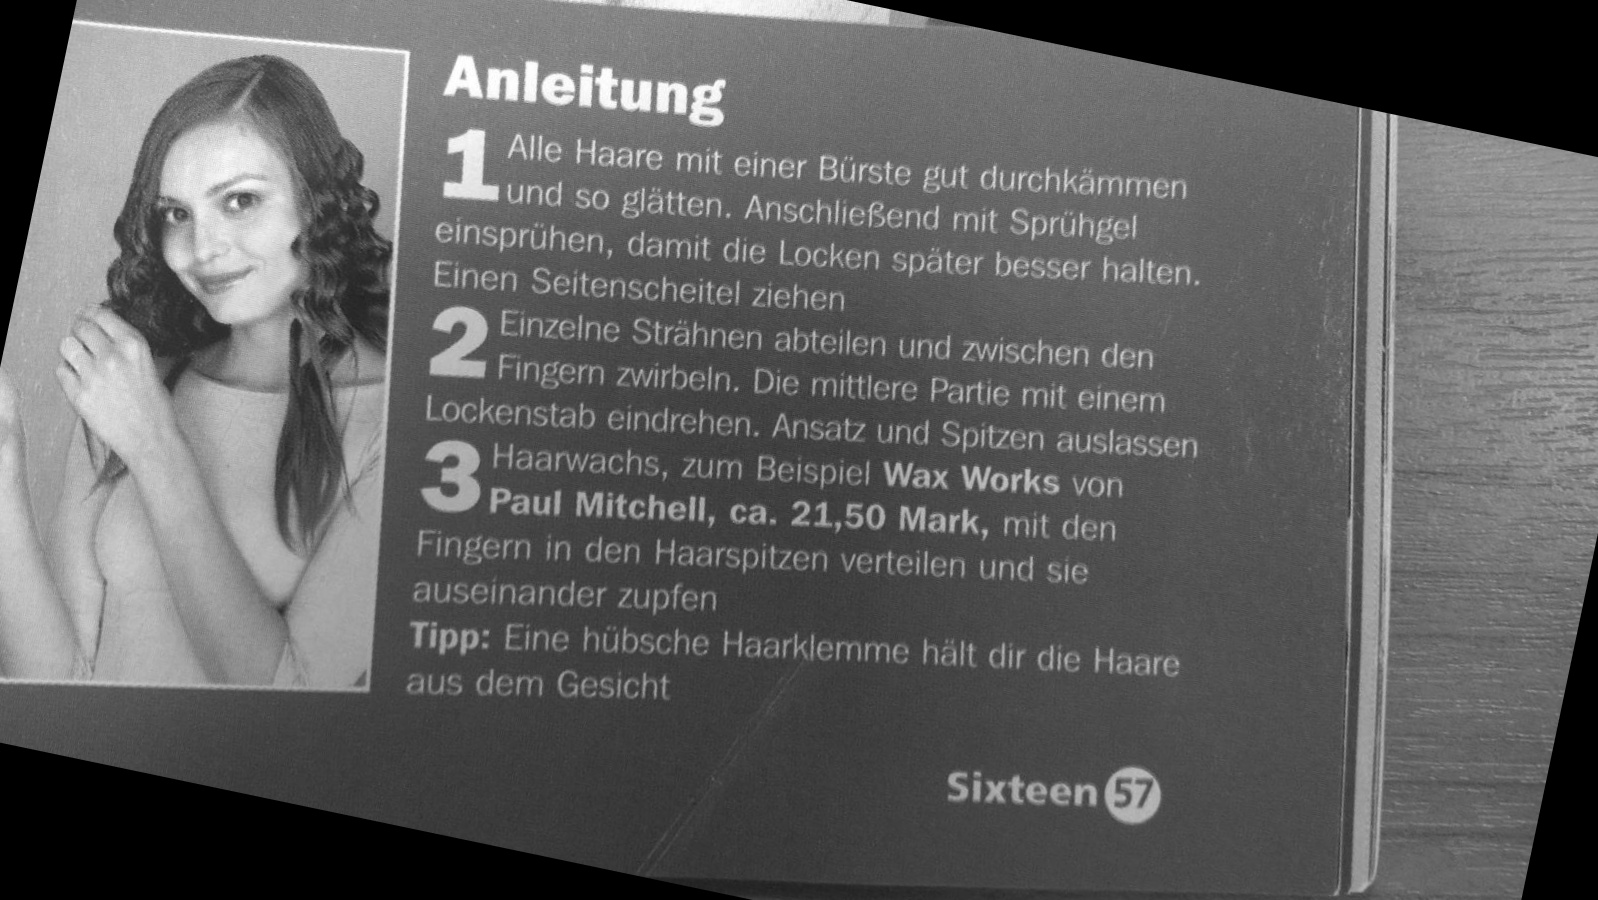 Anleitung
1 Alle Haare mit einer Bürste gut durchkämmen
und so glätten. Anschließend mit Sprühgel
einsprühen, damit die Locken später besser halten.
Einen Seitenscheitel ziehen
2 Einzelne Strähnen abteilen und zwischen den
Fingern zwirbeln. Die mittlere Partie mit einem
Lockenstab eindrehen. Ansatz und Spitzen auslassen
3 Haarwachs, zum Beispiel Wax Works von
Paul Mitchell, ca. 21,50 Mark, mit den
Fingern in den Haarspitzen verteilen und sie
auseinander zupfen
Tipp: Eine hübsche Haarklemme hält dir die Haare
aus dem Gesicht
Sixteen 57